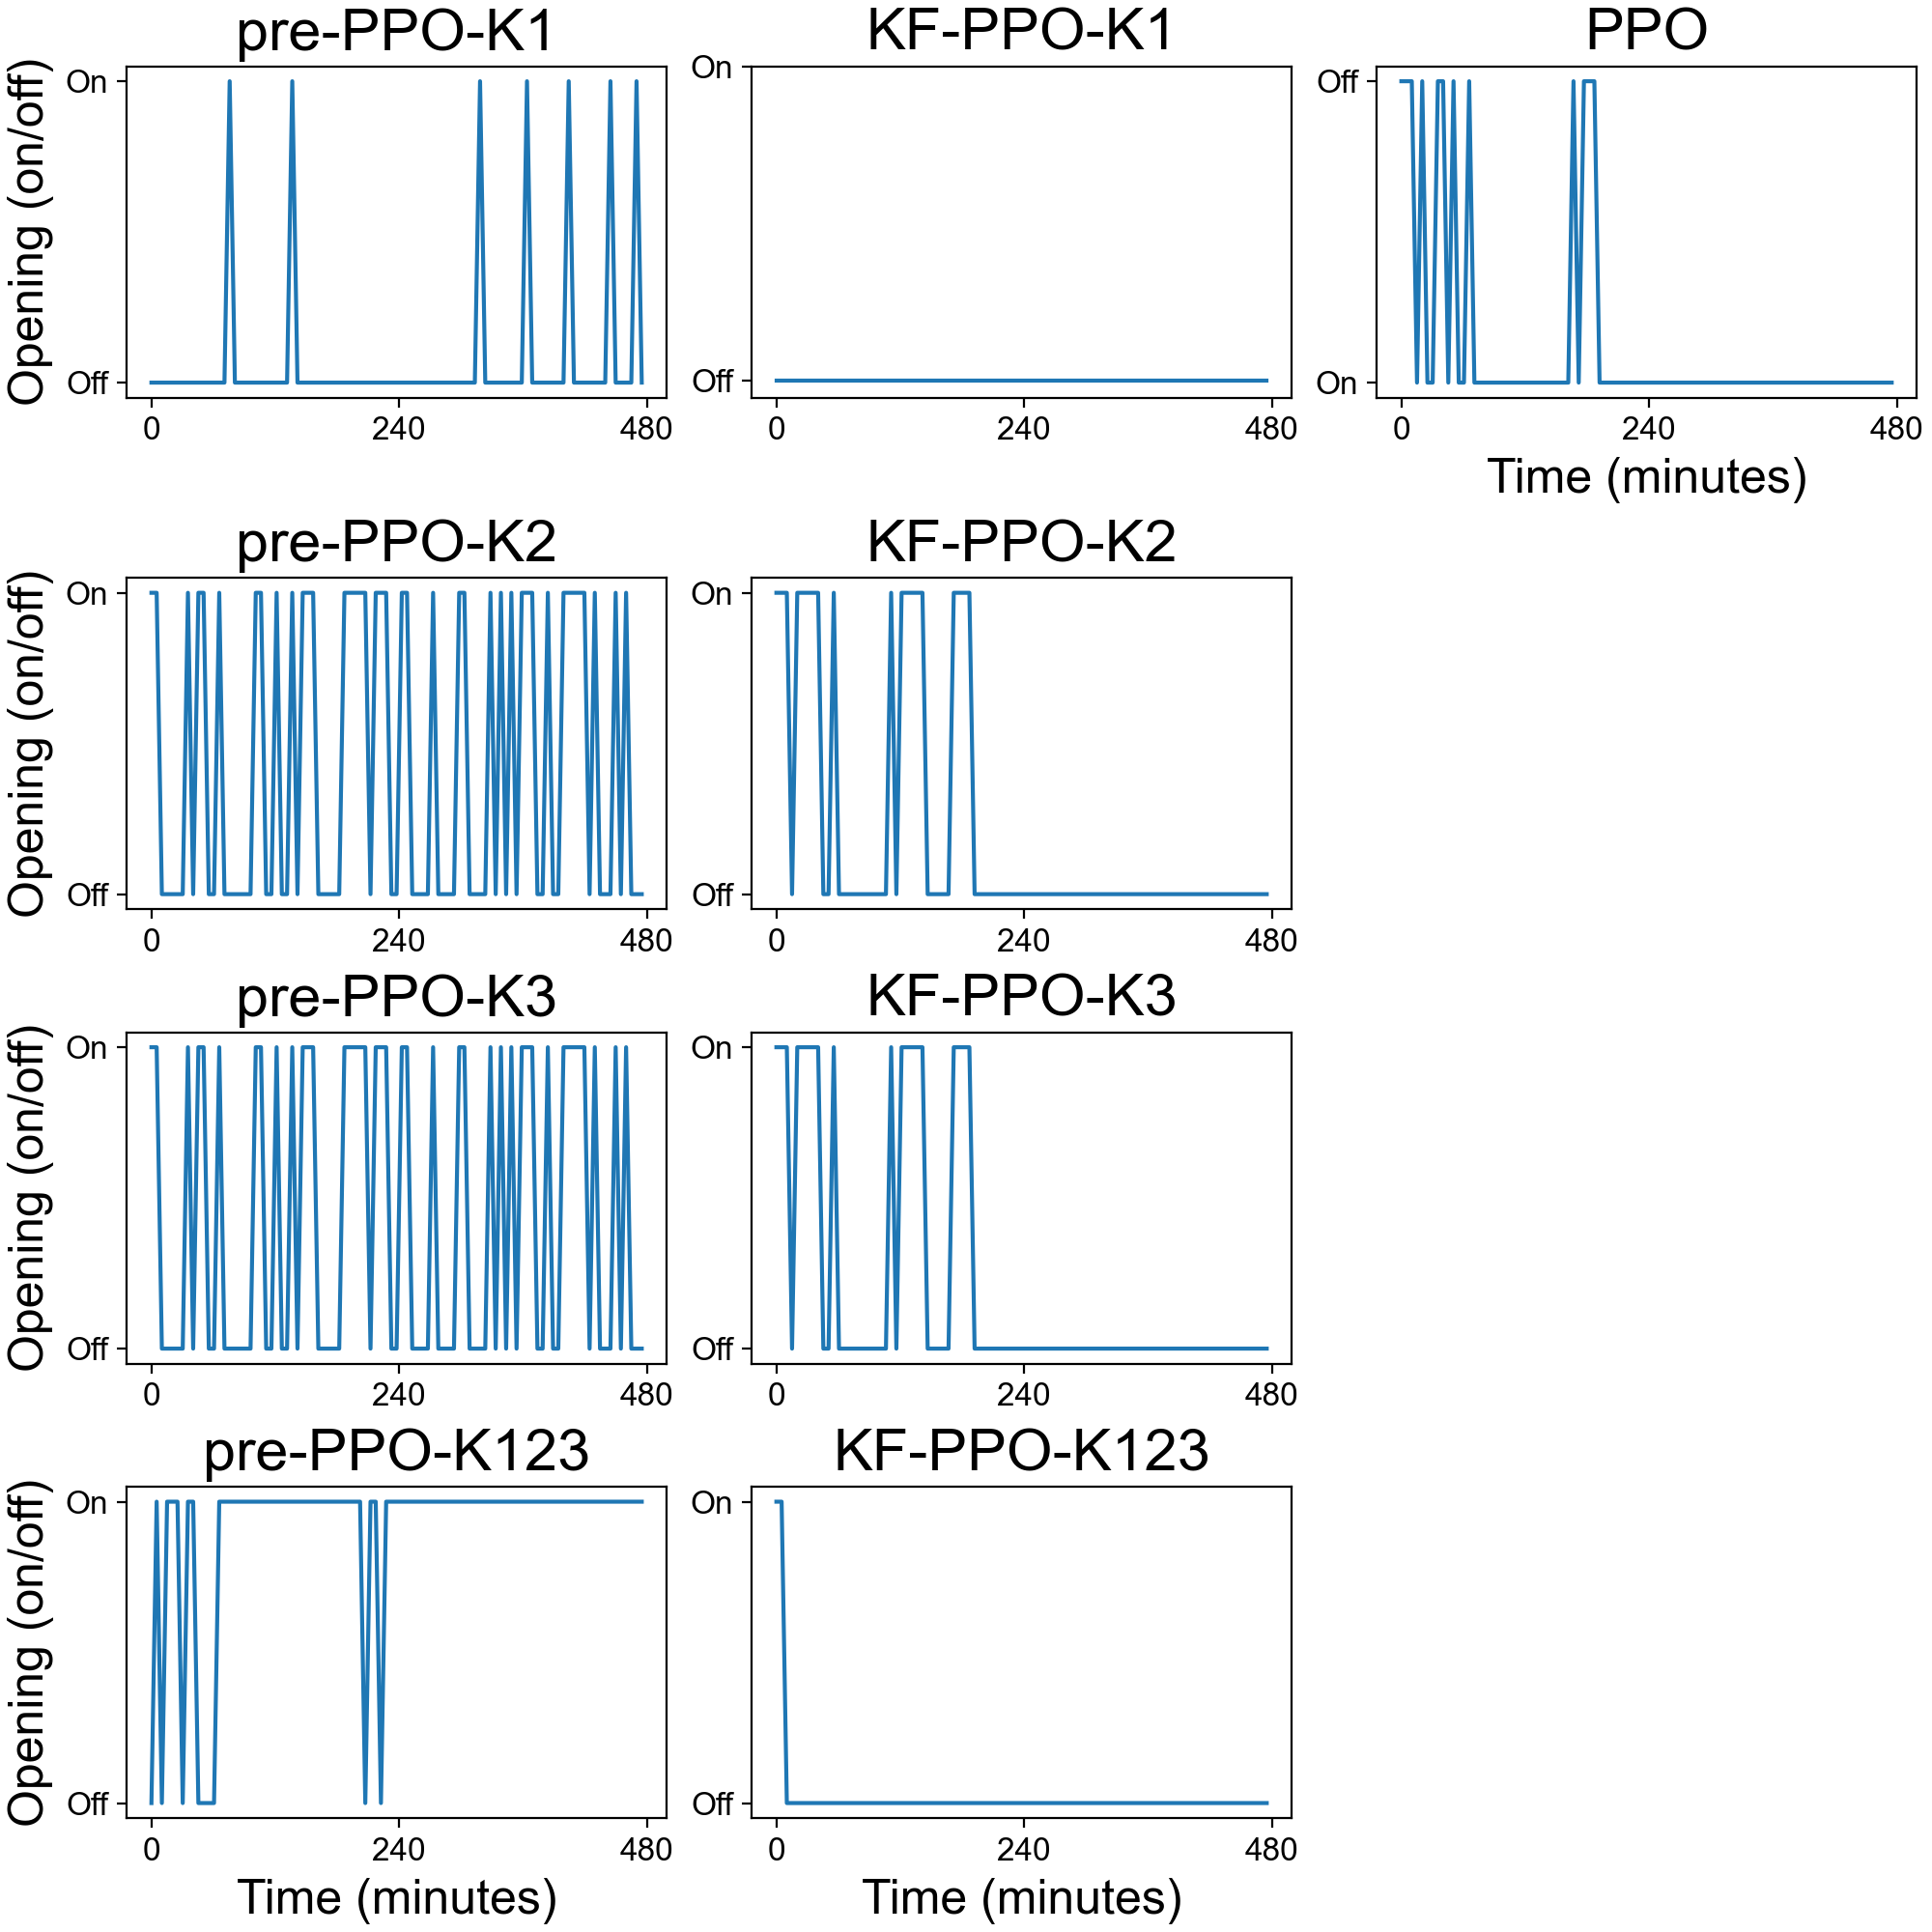 pre-PPO-K1
KF-PPO-K1
PPO
Opening (on/off)
On
Off
0 240 480
On
Off
0 240 480
Off
On
0 240 480
Time (minutes)
pre-PPO-K2
KF-PPO-K2
Opening (on/off)
On
Off
0 240 480
On
Off
0 240 480
pre-PPO-K3
KF-PPO-K3
Opening (on/off)
On
Off
0 240 480
On
Off
0 240 480
pre-PPO-K123
KF-PPO-K123
Opening (on/off)
On
Off
0 240 480
Time (minutes)
On
Off
0 240 480
Time (minutes)